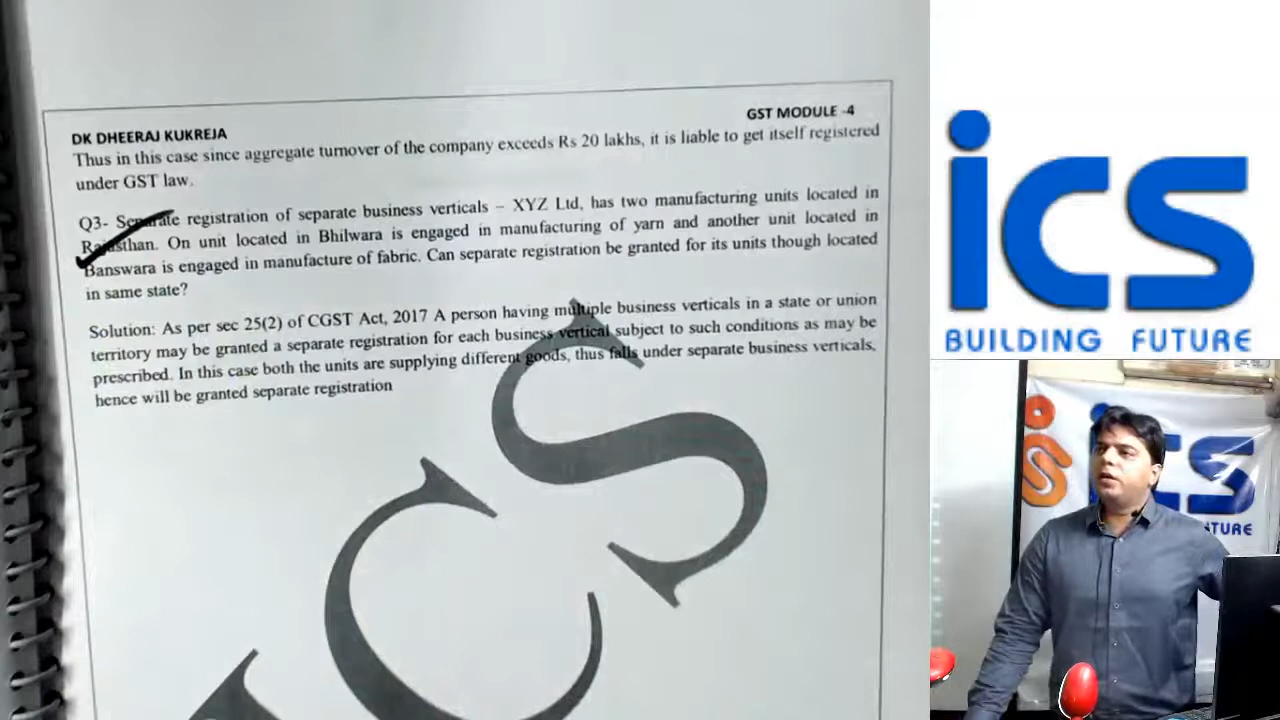 DK DHEERAJ KUKREJA
GST MODULE -4
Thus in this case since aggregate turnover of the company exceeds Rs 20 lakhs, it is liable to get itself registered
under GST law.
Q3- Separate registration of separate business verticals – XYZ Ltd, has two manufacturing units located in
Rajasthan. On unit located in Bhilwara is engaged in manufacturing of yarn and another unit located in
Banswara is engaged in manufacture of fabric. Can separate registration be granted for its units though located
in same state?
Solution: As per sec 25(2) of CGST Act, 2017 A person having multiple business verticals in a state or union
territory may be granted a separate registration for each business vertical subject to such conditions as may be
prescribed. In this case both the units are supplying different goods, thus falls under separate business verticals,
hence will be granted separate registration
ICS
iCS
BUILDING FUTURE
iCS
TURE